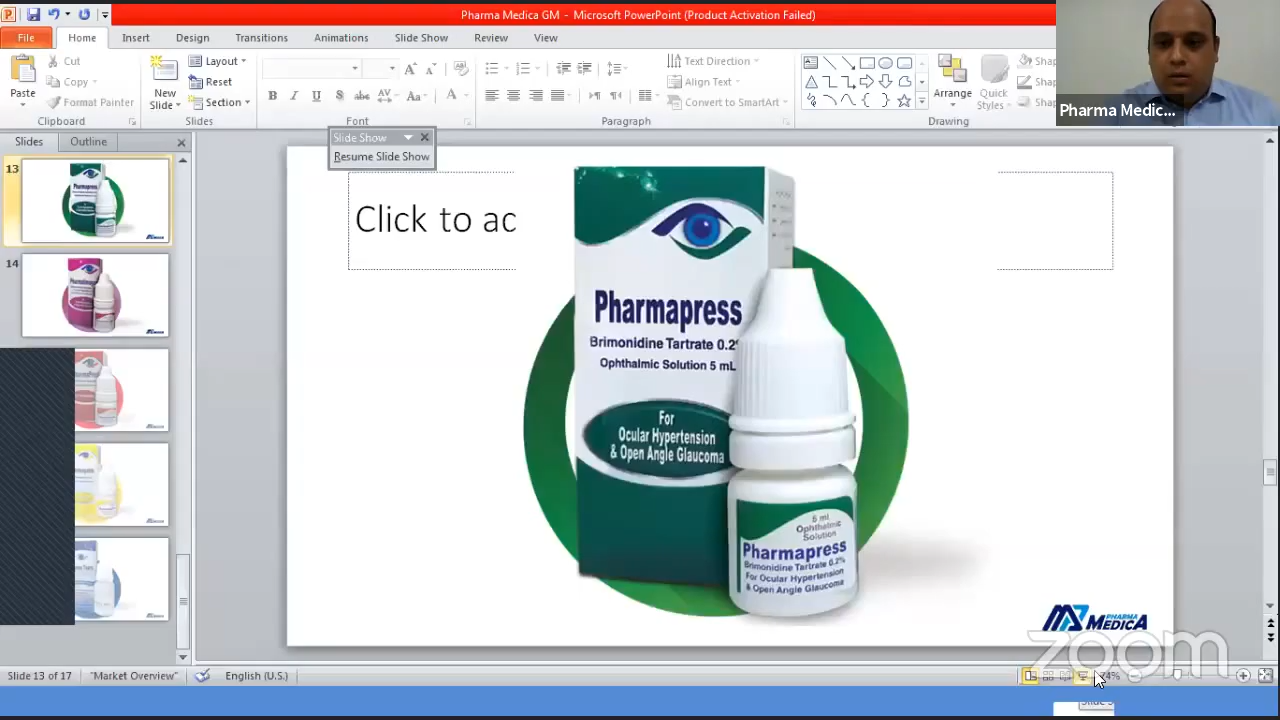 Pharma Medica GM - Microsoft PowerPoint (Product Activation Failed)
File Home Insert Design Transitions Animations Slide Show Review View
Paste
Cut
Copy
Format Painter
Clipboard
New Slide
Layout
Reset
Section
Slides
B I U S abc AV Aa A
Font
Text Direction
Align Text
Convert to SmartArt
Paragraph
Arrange
Quick Styles
Drawing
Pharma Medic...
Slides Outline
Slide Show
Resume Slide Show
13
14
Click to
Pharmapress
Brimonidine Tartrate
Ophthalmic Solution 5 mL
For
Ocular Hypertension
& Open Angle Glaucoma
5 ml
Ophthalmic
Solution
Pharmapress
Brimonidine Tartrate 0.2%
For Ocular Hypertension
& Open Angle Glaucoma
PHARMA
MEDICA
zoom
Slide 13 of 17 "Market Overview" English (U.S.)